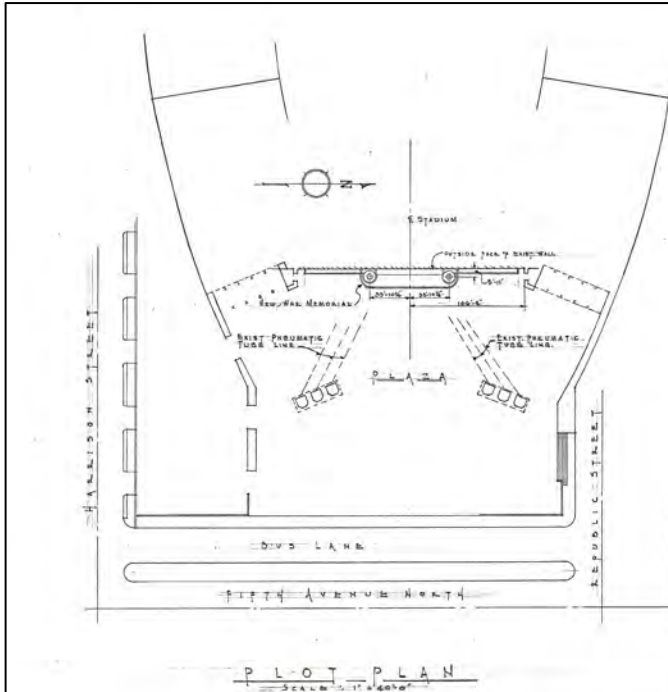 N
℄ STADIUM
OUTSIDE FACE OF EXIST. WALL
NEW WAR MEMORIAL
EXIST. PNEUMATIC
TUBE LINE
EXIST. PNEUMATIC
TUBE LINE.
PLAZA
HARRISON STREET
REPUBLIC STREET
BUS LANE
FIFTH AVENUE NORTH
PLOT PLAN